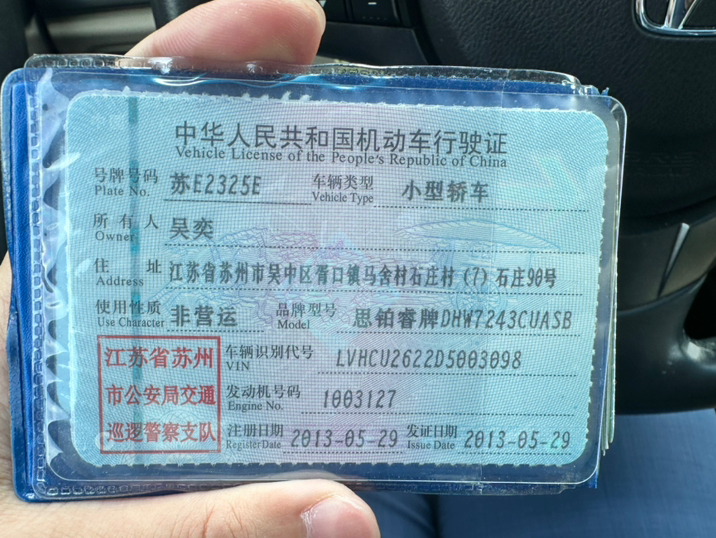 中华人民共和国机动车行驶证
Vehicle License of the People's Republic of China
号牌号码 苏E2325E 车辆类型 小型轿车
Plate No. Vehicle Type
所有人 吴奕
Owner
住址 江苏省苏州市吴中区胥口镇马舍村石庄村(7)石庄90号
Address
使用性质 非营运 品牌型号 思铂睿牌DHW7243CUASB
Use Character Model
江苏省苏州 车辆识别代号 LVHCU2622D5003098
VIN
市公安局交通 发动机号码 1003127
Engine No.
巡逻警察支队 注册日期 2013-05-29 发证日期 2013-05-29
Register Date Issue Date